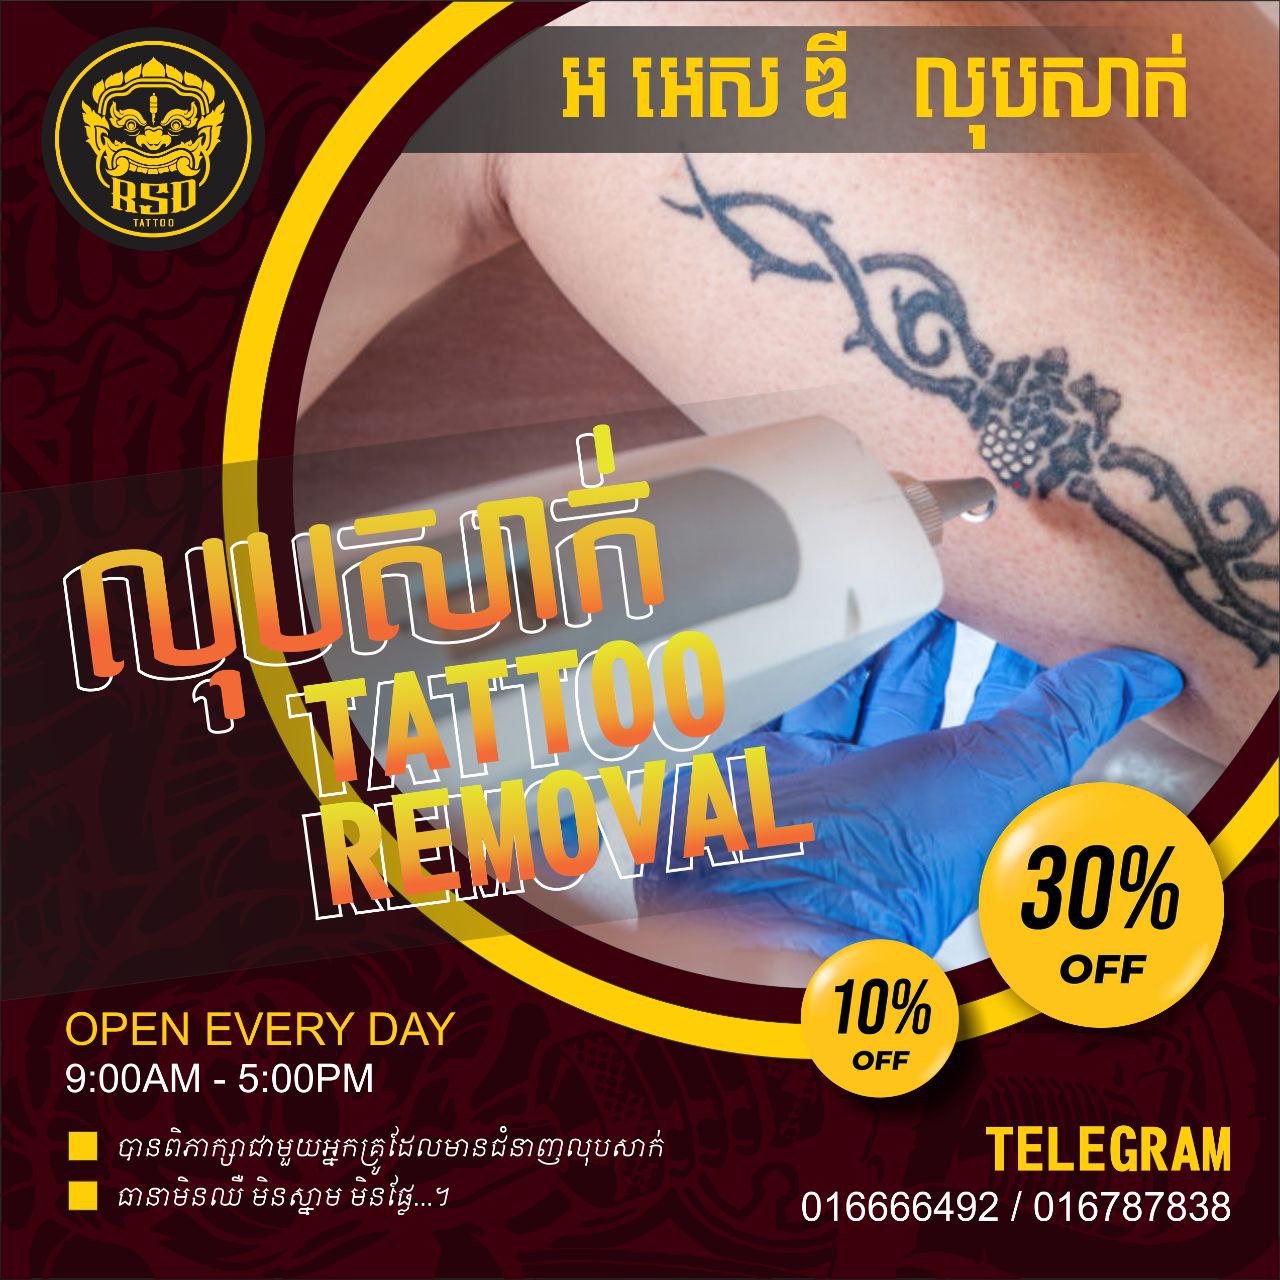 RSD
TATTOO
អ អេស ឌី លុបសាក់
លុបសាក់
TATTOO
REMOVAL
30%
OFF
10%
OFF
OPEN EVERY DAY
9:00AM - 5:00PM
បានពិភាក្សាជាមួយអ្នកគ្រូដែលមានជំនាញលុបសាក់
ធានាមិនឈឺ មិនស្នាម មិនផ្លែ...។
TELEGRAM
016666492 / 016787838